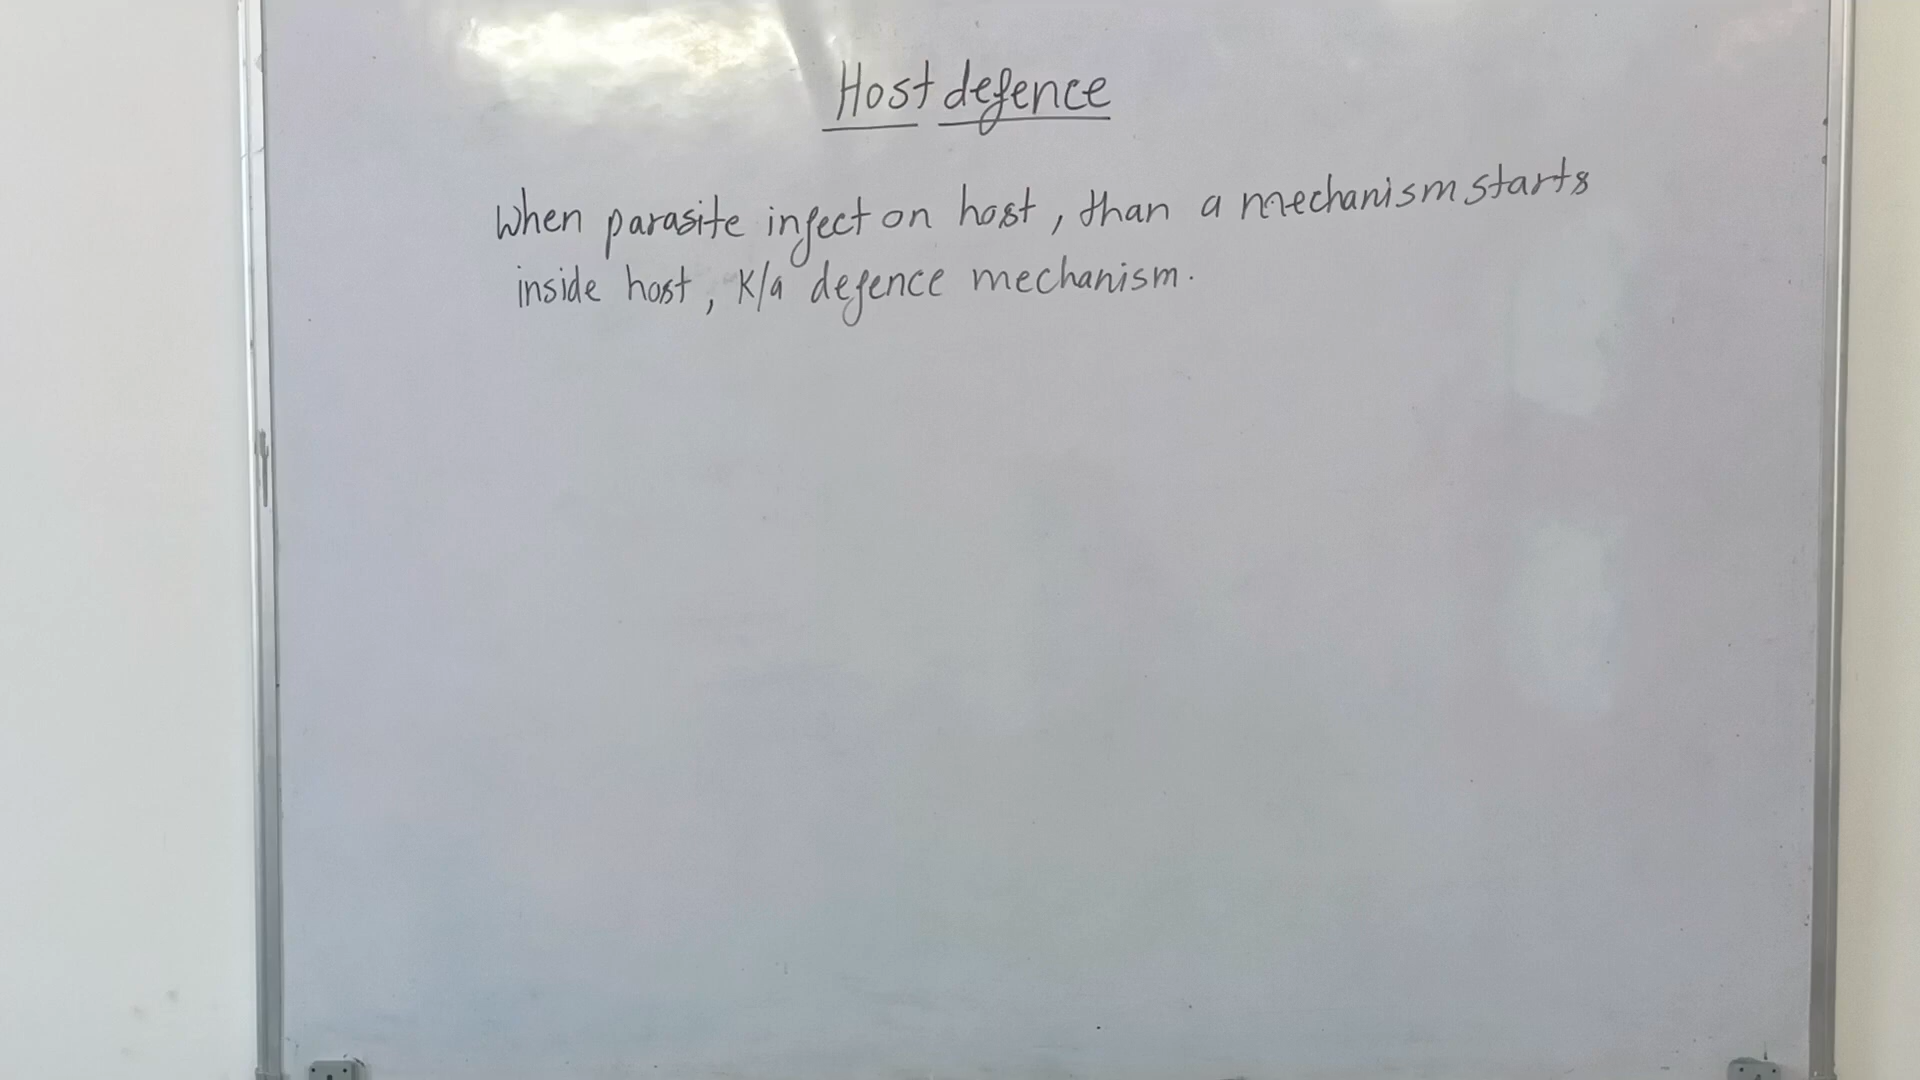 Host defence
When parasite infect on host, than a mechanism starts
inside host, K/a defence mechanism.